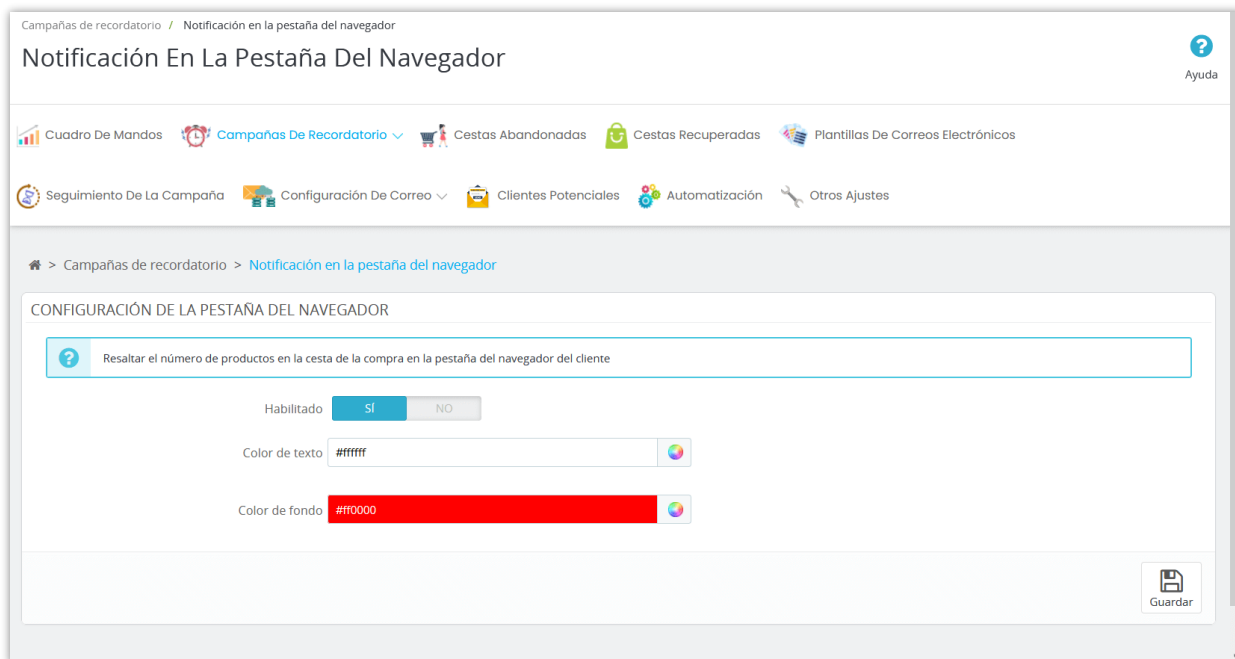 Campañas de recordatorio / Notificación en la pestaña del navegador
Notificación En La Pestaña Del Navegador
Ayuda
Cuadro De Mandos Campañas De Recordatorio Cestas Abandonadas Cestas Recuperadas Plantillas De Correos Electrónicos
Seguimiento De La Campaña Configuración De Correo Clientes Potenciales Automatización Otros Ajustes
> Campañas de recordatorio > Notificación en la pestaña del navegador
CONFIGURACIÓN DE LA PESTAÑA DEL NAVEGADOR
Resaltar el número de productos en la cesta de la compra en la pestaña del navegador del cliente
Habilitado SÍ NO
Color de texto #ffffff
Color de fondo #ff0000
Guardar